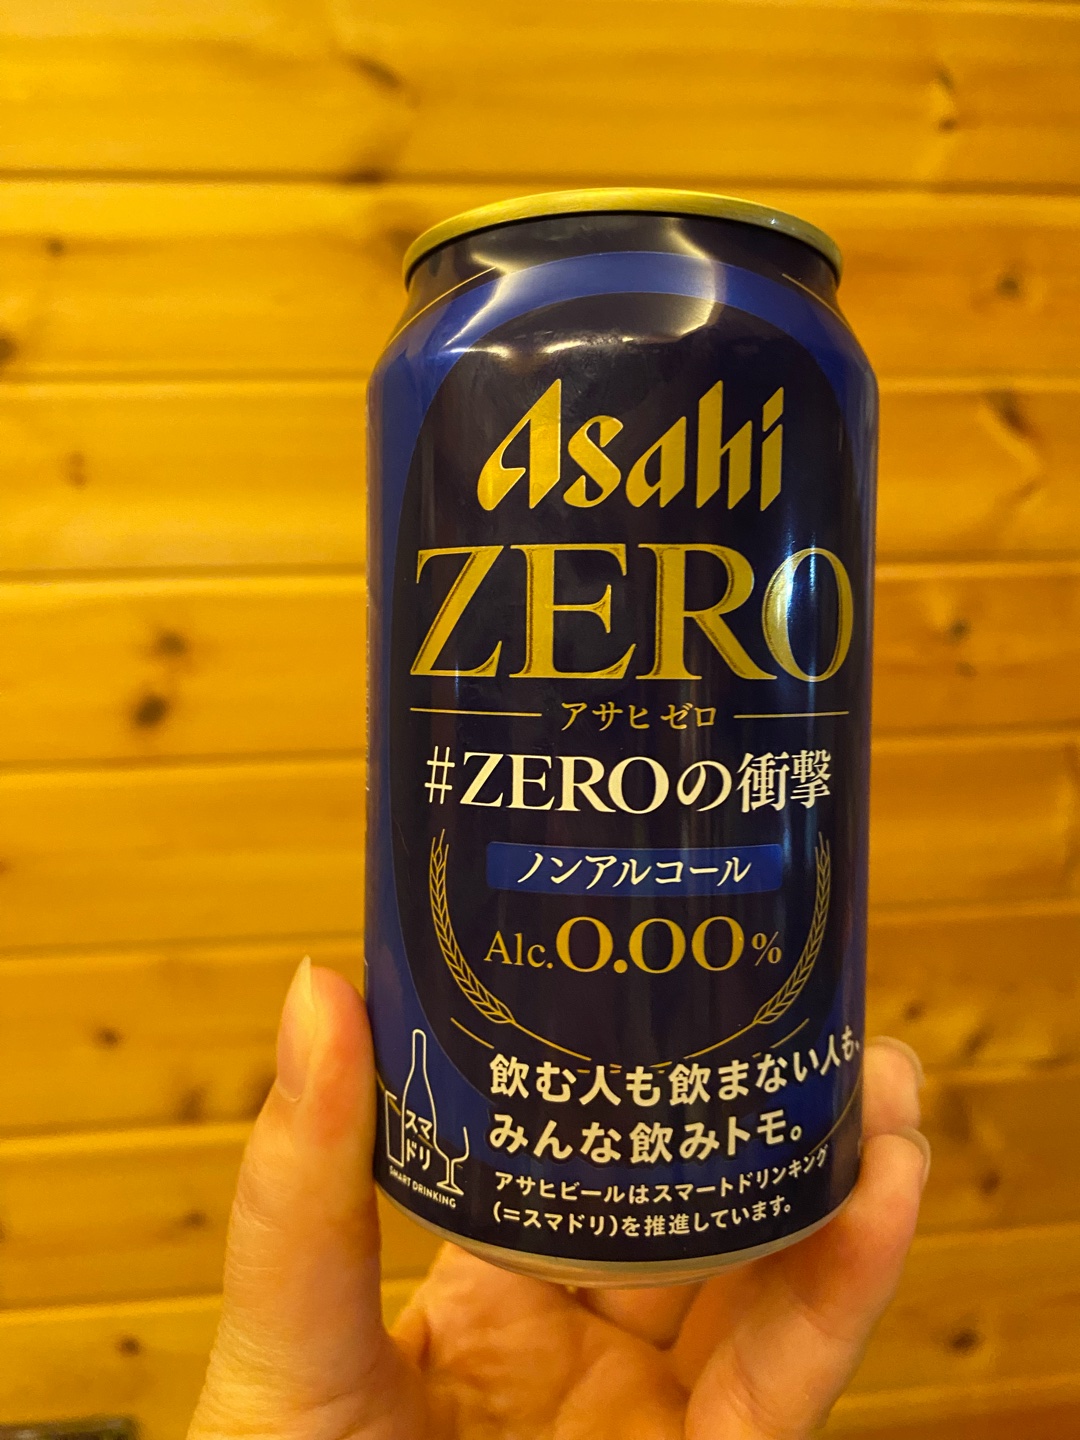 Asahi
ZERO
アサヒ ゼロ
#ZEROの衝撃
ノンアルコール
Alc.0.00%
飲む人も飲まない人も、
みんな飲みトモ。
スマ
ドリ
SMART DRINKING
アサヒビールはスマートドリンキング
(=スマドリ)を推進しています。